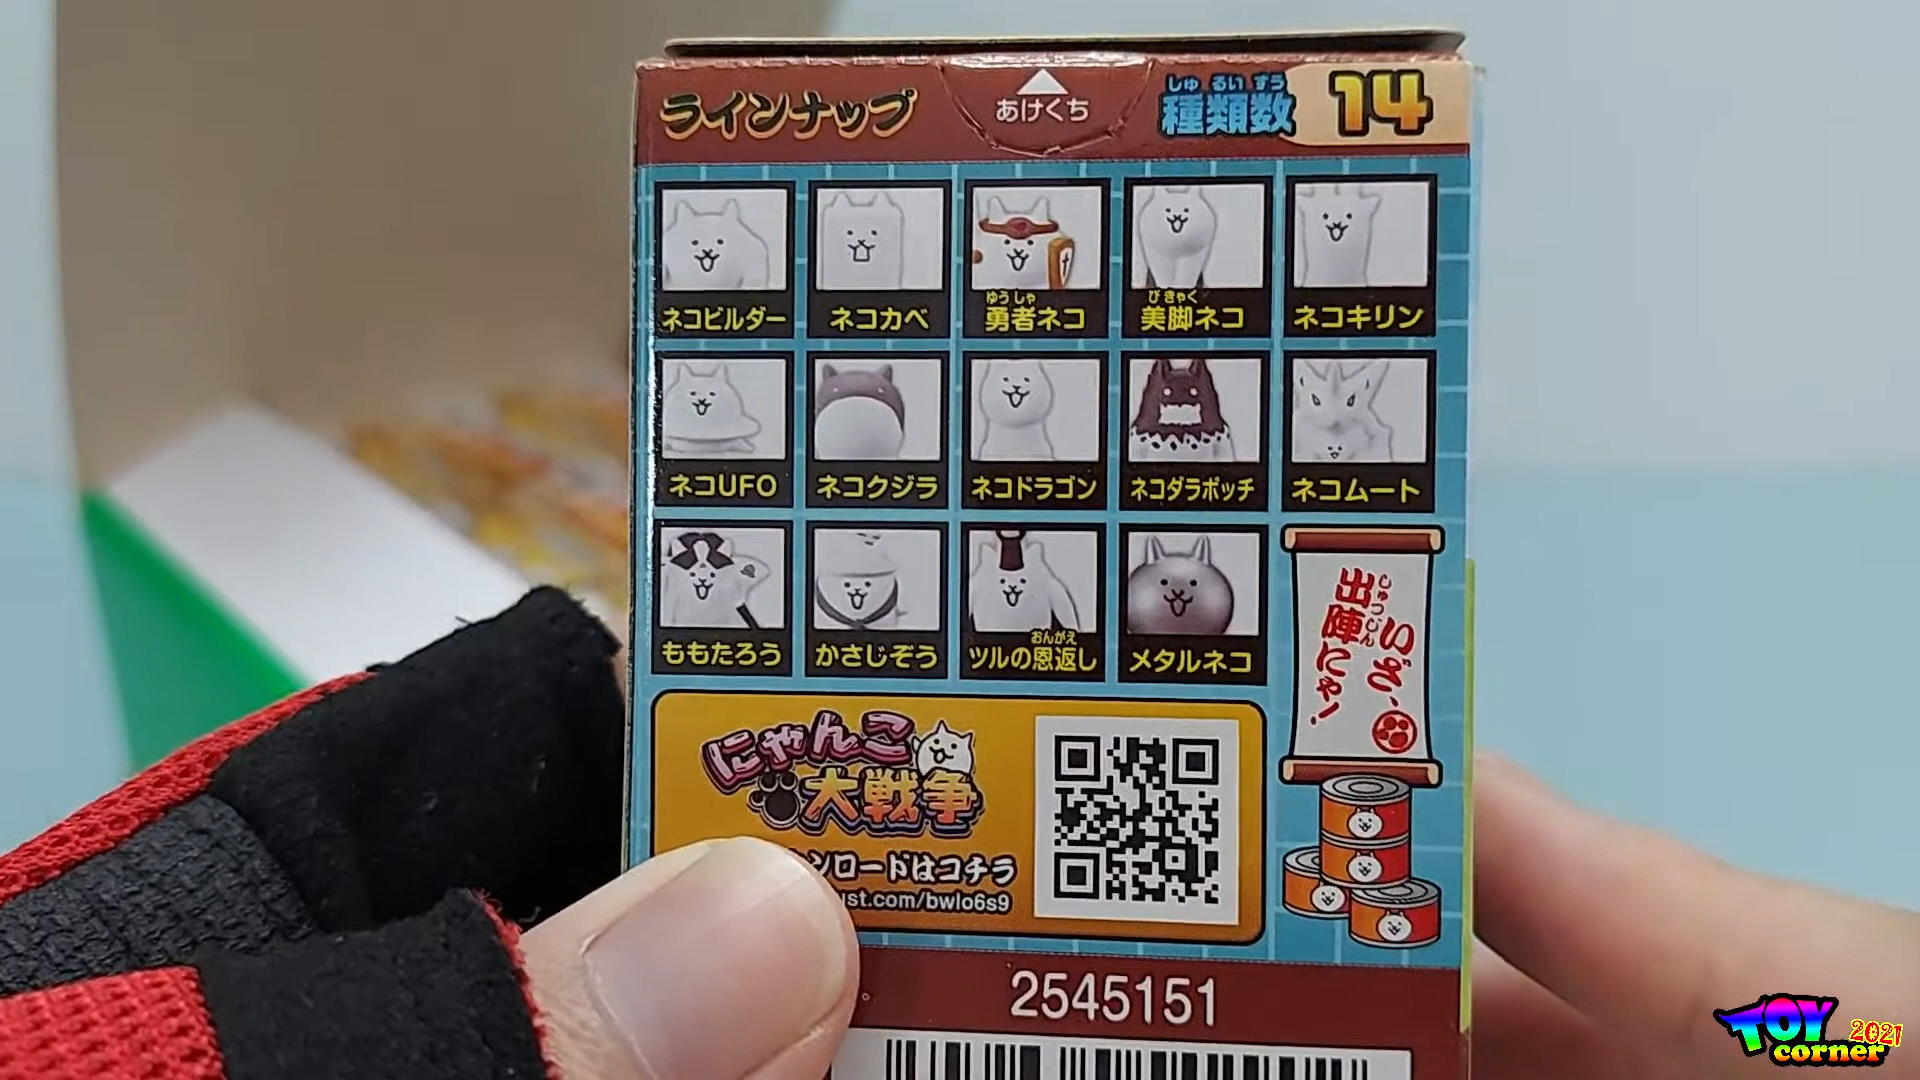 ラインナップ
あけくち
しゅ るい すう
種類数 14
ネコビルダー
ネコカベ
ゆうしゃ
勇者ネコ
びきゃく
美脚ネコ
ネコキリン
ネコUFO
ネコクジラ
ネコドラゴン
ネコダラボッチ
ネコムート
ももたろう
かさじぞう
おんがえ
ツルの恩返し
メタルネコ
いざ、
しゅつじん
出陣にゃ!
にゃんこ
大戦争
ンロードはコチラ
ust.com/bwlo6s9
2545151
TOY
2021
corner